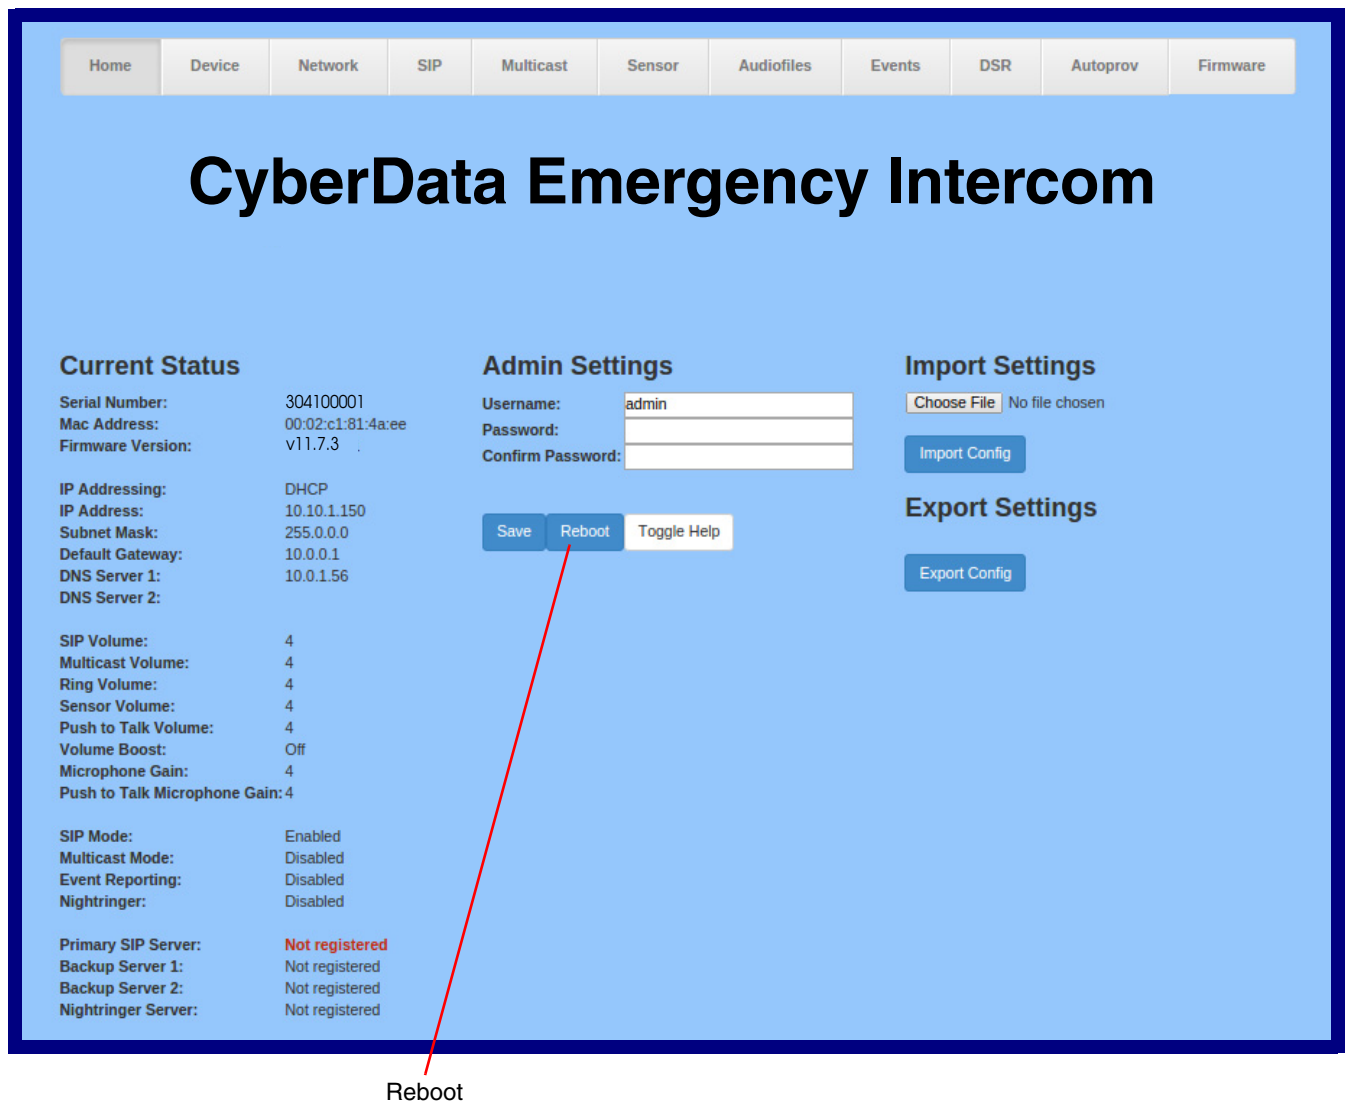 Home Device Network SIP Multicast Sensor Audiofiles Events DSR Autoprov Firmware
CyberData Emergency Intercom
Current Status
Serial Number: 304100001
Mac Address: 00:02:c1:81:4a:ee
Firmware Version: v11.7.3 .
IP Addressing: DHCP
IP Address: 10.10.1.150
Subnet Mask: 255.0.0.0
Default Gateway: 10.0.0.1
DNS Server 1: 10.0.1.56
DNS Server 2:
SIP Volume: 4
Multicast Volume: 4
Ring Volume: 4
Sensor Volume: 4
Push to Talk Volume: 4
Volume Boost: Off
Microphone Gain: 4
Push to Talk Microphone Gain: 4
SIP Mode: Enabled
Multicast Mode: Disabled
Event Reporting: Disabled
Nightringer: Disabled
Primary SIP Server: Not registered
Backup Server 1: Not registered
Backup Server 2: Not registered
Nightringer Server: Not registered
Admin Settings
Username: admin
Password:
Confirm Password:
Save Reboot Toggle Help
Import Settings
Choose File No file chosen
Import Config
Export Settings
Export Config
Reboot